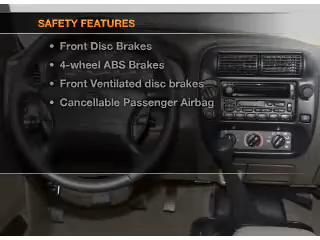 SAFETY FEATURES
• Front Disc Brakes
• 4-wheel ABS Brakes
• Front Ventilated disc brakes
• Cancellable Passenger Airbag